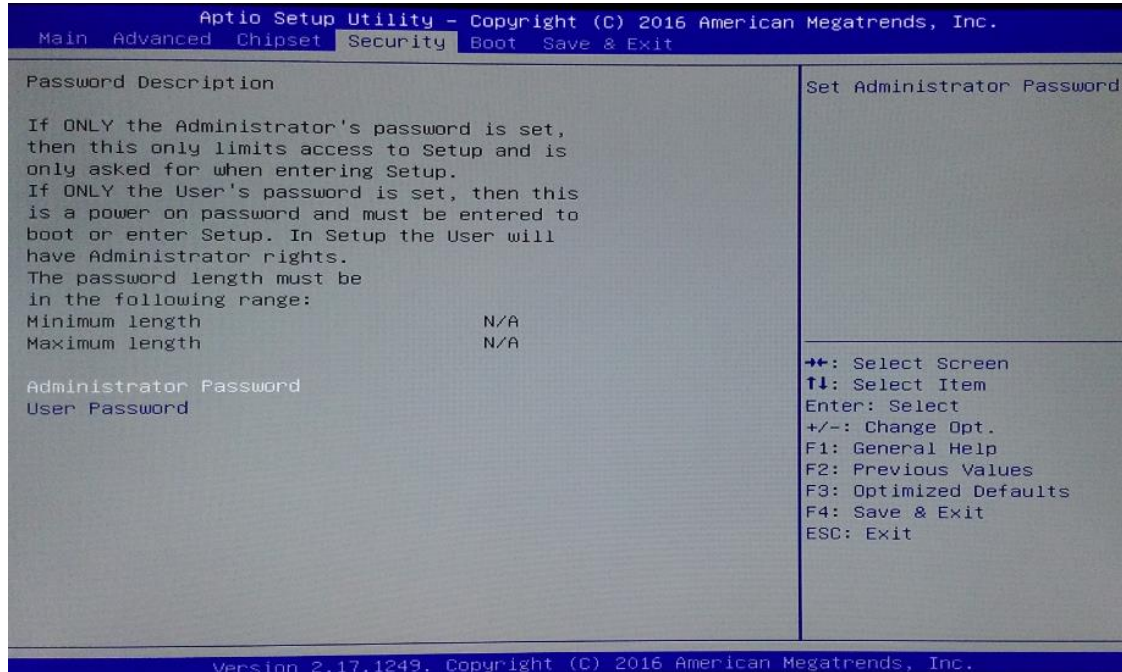 Aptio Setup Utility – Copyright (C) 2016 American Megatrends, Inc.
Main Advanced Chipset Security Boot Save & Exit
Password Description
If ONLY the Administrator's password is set,
then this only limits access to Setup and is
only asked for when entering Setup.
If ONLY the User's password is set, then this
is a power on password and must be entered to
boot or enter Setup. In Setup the User will
have Administrator rights.
The password length must be
in the following range:
Minimum length N/A
Maximum length N/A
Administrator Password
User Password
Set Administrator Password
→←: Select Screen
↑↓: Select Item
Enter: Select
+/-: Change Opt.
F1: General Help
F2: Previous Values
F3: Optimized Defaults
F4: Save & Exit
ESC: Exit
Version 2.17.1249. Copyright (C) 2016 American Megatrends, Inc.